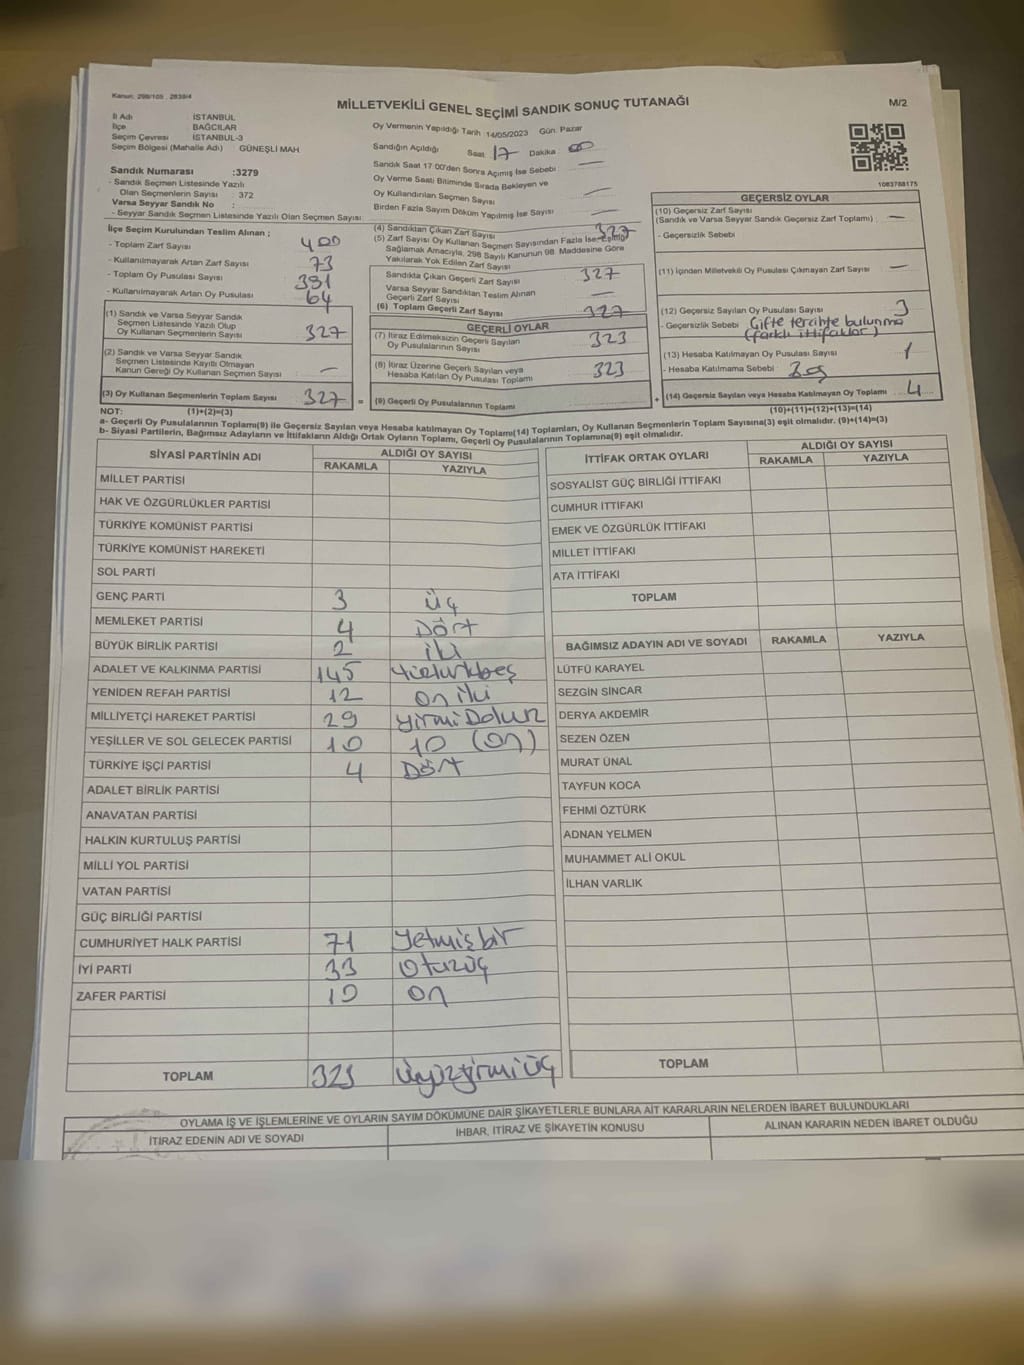 Kanun: 298/105 , 2839/4
MİLLETVEKİLİ GENEL SEÇİMİ SANDIK SONUÇ TUTANAĞI
M/2
İl Adı İSTANBUL
İlçe BAĞCILAR
Seçim Çevresi İSTANBUL-3
Seçim Bölgesi (Mahalle Adı) GÜNEŞLİ MAH
Sandık Numarası :3279
- Sandık Seçmen Listesinde Yazılı
Olan Seçmenlerin Sayısı : 372
Varsa Seyyar Sandık No :
- Seyyar Sandık Seçmen Listesinde Yazılı Olan Seçmen Sayısı :
Oy Vermenin Yapıldığı Tarih 14/05/2023 Gün. Pazar
Sandığın Açıldığı Saat 17 Dakika 00
Sandık Saat 17:00'den Sonra Açımış İse Sebebi : —
Oy Verme Saati Bitiminde Sırada Bekleyen ve
Oy Kullandırılan Seçmen Sayısı —
Birden Fazla Sayım Döküm Yapılmış İse Sayısı —
1083788175
İlçe Seçim Kurulundan Teslim Alınan ;
- Toplam Zarf Sayısı 400
- Kullanılmayarak Artan Zarf Sayısı 73
- Toplam Oy Pusulası Sayısı 391
- Kullanılmayarak Artan Oy Pusulası 64
(1) Sandık ve Varsa Seyyar Sandık
Seçmen Listesinde Yazılı Olup
Oy Kullanan Seçmenlerin Sayısı 327
(2) Sandık ve Varsa Seyyar Sandık
Seçmen Listesinde Kayıtlı Olmayan
Kanun Gereği Oy Kullanan Seçmen Sayısı —
(3) Oy Kullanan Seçmenlerin Toplam Sayısı 327 =
(4) Sandıktan Çıkan Zarf Sayısı 327
(5) Zarf Sayısı Oy Kullanan Seçmen Sayısından Fazla İse, Eşitliği
Sağlamak Amacıyla, 298 Sayılı Kanunun 98. Maddesine Göre
Yakılarak Yok Edilen Zarf Sayısı
Sandıkta Çıkan Geçerli Zarf Sayısı 327
Varsa Seyyar Sandıktan Teslim Alınan
Geçerli Zarf Sayısı —
(6) Toplam Geçerli Zarf Sayısı 327
GEÇERLİ OYLAR
(7) İtiraz Edilmeksizin Geçerli Sayılan
Oy Pusulalarının Sayısı 323
(8) İtiraz Üzerine Geçerli Sayılan veya
Hesaba Katılan Oy Pusulası Toplamı 323
(9) Geçerli Oy Pusulalarının Toplamı +
GEÇERSİZ OYLAR
(10) Geçersiz Zarf Sayısı
(Sandık ve Varsa Seyyar Sandık Geçersiz Zarf Toplamı) : —
- Geçersizlik Sebebi
(11) İçinden Milletvekili Oy Pusulası Çıkmayan Zarf Sayısı —
(12) Geçersiz Sayılan Oy Pusulası Sayısı 3
- Geçersizlik Sebebi Çifte tercihte bulunma
(farklı ittifaklar)
(13) Hesaba Katılmayan Oy Pusulası Sayısı 1
- Hesaba Katılmama Sebebi :
(14) Geçersiz Sayılan veya Hesaba Katılmayan Oy Toplamı 4
(10)+(11)+(12)+(13)=(14)
NOT: (1)+(2)=(3)
a- Geçerli Oy Pusulaları Toplamı(9) ile Geçersiz Sayılan veya Hesaba katılmayan Oy Toplamı(14) Toplamları, Oy Kullanan Seçmenlerin Toplam Sayısına(3) eşit olmalıdır. (9)+(14)=(3)
b- Siyasi Partilerin, Bağımsız Adayların ve İttifakların Aldığı Ortak Oyların Toplamı, Geçerli Oy Pusulalarının Toplamına(9) eşit olmalıdır.
SİYASİ PARTİNİN ADI ALDIĞI OY SAYISI
RAKAMLA YAZIYLA
MİLLET PARTİSİ
HAK VE ÖZGÜRLÜKLER PARTİSİ
TÜRKİYE KOMÜNİST PARTİSİ
TÜRKİYE KOMÜNİST HAREKETİ
SOL PARTİ
GENÇ PARTİ 3 Üç
MEMLEKET PARTİSİ 4 Dört
BÜYÜK BİRLİK PARTİSİ 2 iki
ADALET VE KALKINMA PARTİSİ 145 Yüzkırkbeş
YENİDEN REFAH PARTİSİ 12 on iki
MİLLİYETÇİ HAREKET PARTİSİ 29 yirmi Dokuz
YEŞİLLER VE SOL GELECEK PARTİSİ 10 10 (on)
TÜRKİYE İŞÇİ PARTİSİ 4 Dört
ADALET BİRLİK PARTİSİ
ANAVATAN PARTİSİ
HALKIN KURTULUŞ PARTİSİ
MİLLİ YOL PARTİSİ
VATAN PARTİSİ
GÜÇ BİRLİĞİ PARTİSİ
CUMHURİYET HALK PARTİSİ 71 Yetmiş bir
İYİ PARTİ 33 Otuzüç
ZAFER PARTİSİ 10 on
TOPLAM 323 Üçyüzyirmi üç
İTTİFAK ORTAK OYLARI ALDIĞI OY SAYISI
RAKAMLA YAZIYLA
SOSYALİST GÜÇ BİRLİĞİ İTTİFAKI
CUMHUR İTTİFAKI
EMEK VE ÖZGÜRLÜK İTTİFAKI
MİLLET İTTİFAKI
ATA İTTİFAKI
TOPLAM
BAĞIMSIZ ADAYIN ADI VE SOYADI RAKAMLA YAZIYLA
LÜTFÜ KARAYEL
SEZGİN SİNCAR
DERYA AKDEMİR
SEZEN ÖZEN
MURAT ÜNAL
TAYFUN KOCA
FEHMİ ÖZTÜRK
ADNAN YELMEN
MUHAMMET ALİ OKUL
İLHAN VARLIK
TOPLAM
OYLAMA İŞ VE İŞLEMLERİNE VE OYLARIN SAYIM DÖKÜMÜNE DAİR ŞİKAYETLERLE BUNLARA AİT KARARLARIN NELERDEN İBARET BULUNDUKLARI
İTİRAZ EDENİN ADI VE SOYADI İHBAR, İTİRAZ VE ŞİKAYETİN KONUSU ALINAN KARARIN NEDEN İBARET OLDUĞU